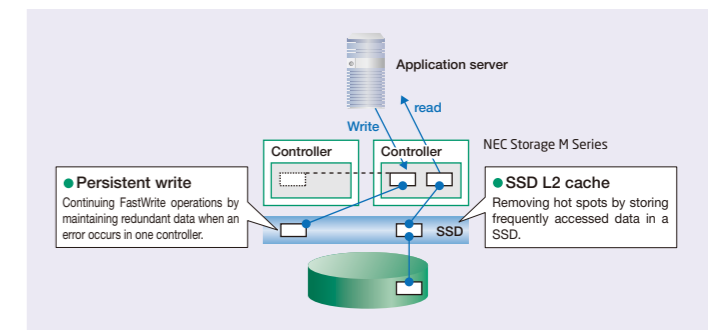 Application server
read
Write
NEC Storage M Series
Controller
Controller
● Persistent write
Continuing FastWrite operations by
maintaining redundant data when an
error occurs in one controller.
● SSD L2 cache
Removing hot spots by storing
frequently accessed data in a
SSD.
SSD